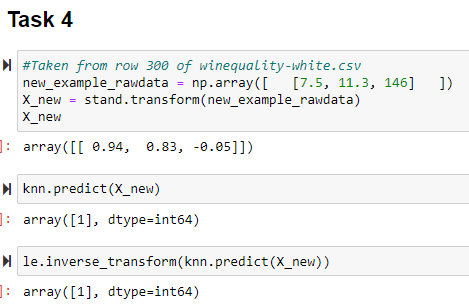 Task 4
#Taken from row 300 of winequality-white.csv
new_example_rawdata = np.array([   [7.5, 11.3, 146]   ])
X_new = stand.transform(new_example_rawdata)
X_new
]: array([[ 0.94,  0.83, -0.05]])
knn.predict(X_new)
]: array([1], dtype=int64)
le.inverse_transform(knn.predict(X_new))
]: array([1], dtype=int64)